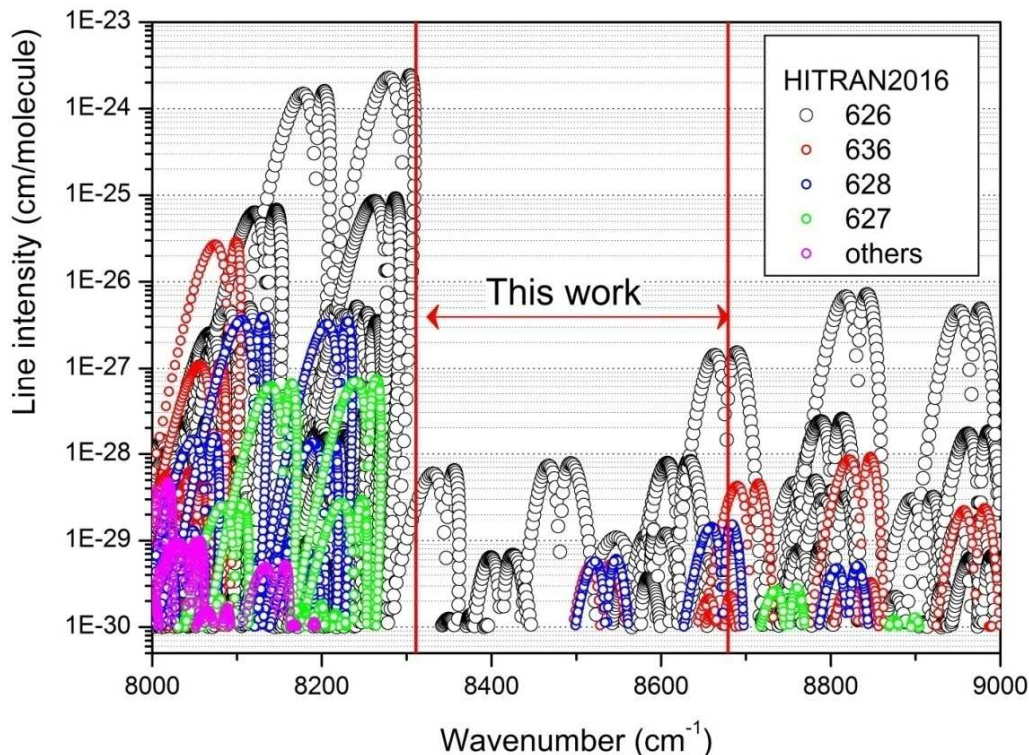 1E-23
1E-24
1E-25
1E-26
1E-27
1E-28
1E-29
1E-30
Line intensity (cm/molecule)
HITRAN2016
626
636
628
627
others
This work
8000 8200 8400 8600 8800 9000
Wavenumber (cm⁻¹)